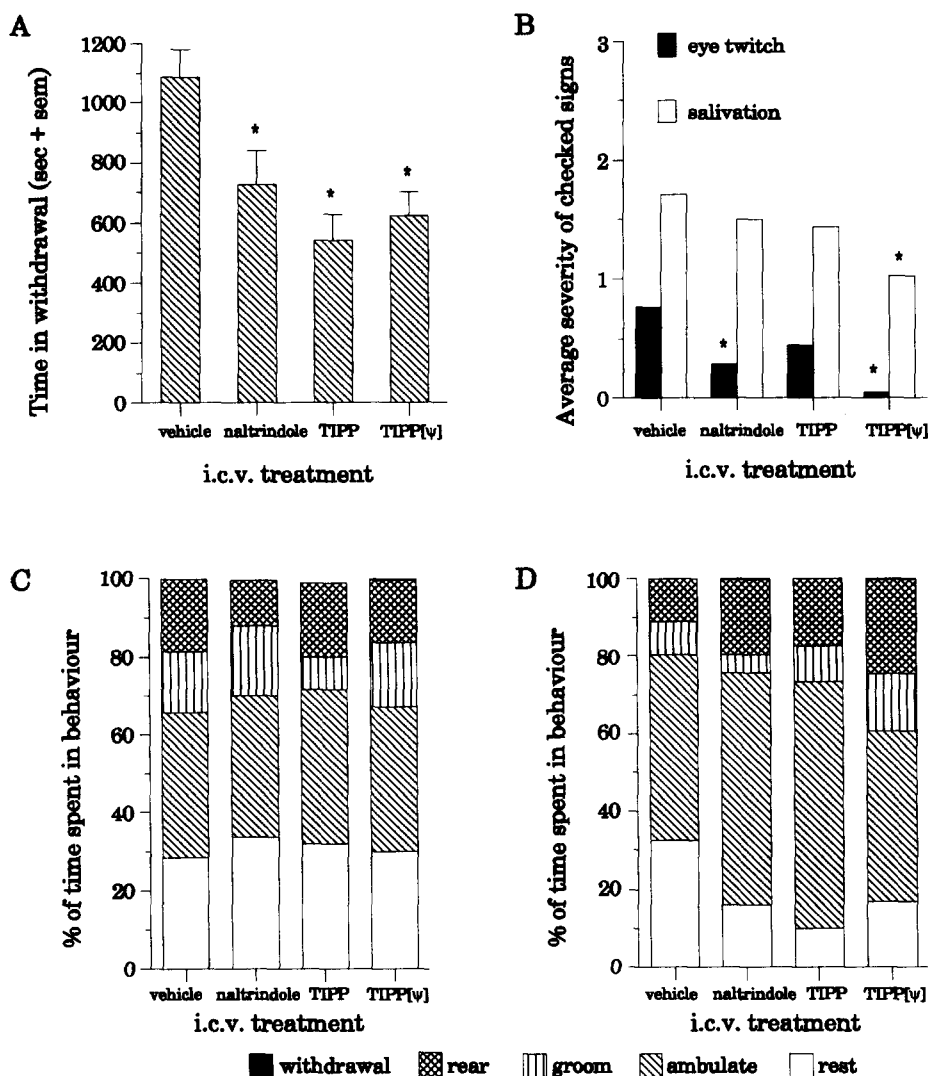 A
Time in withdrawal (sec + sem)
1200
1000
800
600
400
200
0
*
*
*
vehicle naltrindole TIPP TIPP[ψ]
i.c.v. treatment
B
Average severity of checked signs
3
2
1
0
eye twitch
salivation
*
*
*
vehicle naltrindole TIPP TIPP[ψ]
i.c.v. treatment
C
% of time spent in behaviour
100
80
60
40
20
0
vehicle naltrindole TIPP TIPP[ψ]
i.c.v. treatment
D
% of time spent in behaviour
100
80
60
40
20
0
vehicle naltrindole TIPP TIPP[ψ]
i.c.v. treatment
withdrawal rear groom ambulate rest